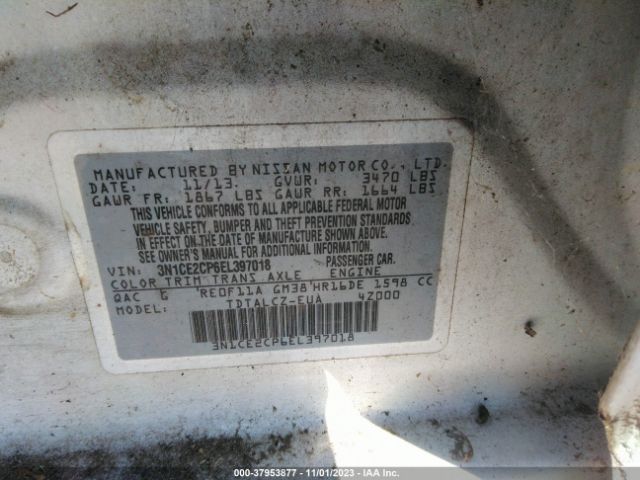 MANUFACTURED BY NISSAN MOTOR CO., LTD.
DATE: 11/13. GVWR: 3470 LBS
GAWR FR: 1867 LBS GAWR RR: 1664 LBS
THIS VEHICLE CONFORMS TO ALL APPLICABLE FEDERAL MOTOR
VEHICLE SAFETY, BUMPER AND THEFT PREVENTION STANDARDS
IN EFFECT ON THE DATE OF MANUFACTURE SHOWN ABOVE.
SEE OWNER'S MANUAL FOR ADDITIONAL INFORMATION
VIN: 3N1CE2CP6EL397018 PASSENGER CAR.
COLOR TRIM TRANS AXLE ENGINE
QAC G RE0F11A GM38 HR16DE 1598 CC
MODEL: TDTALCZ-EUA 42000
3N1CE2CP6EL397018
000-37953877 - 11/01/2023 - IAA Inc.